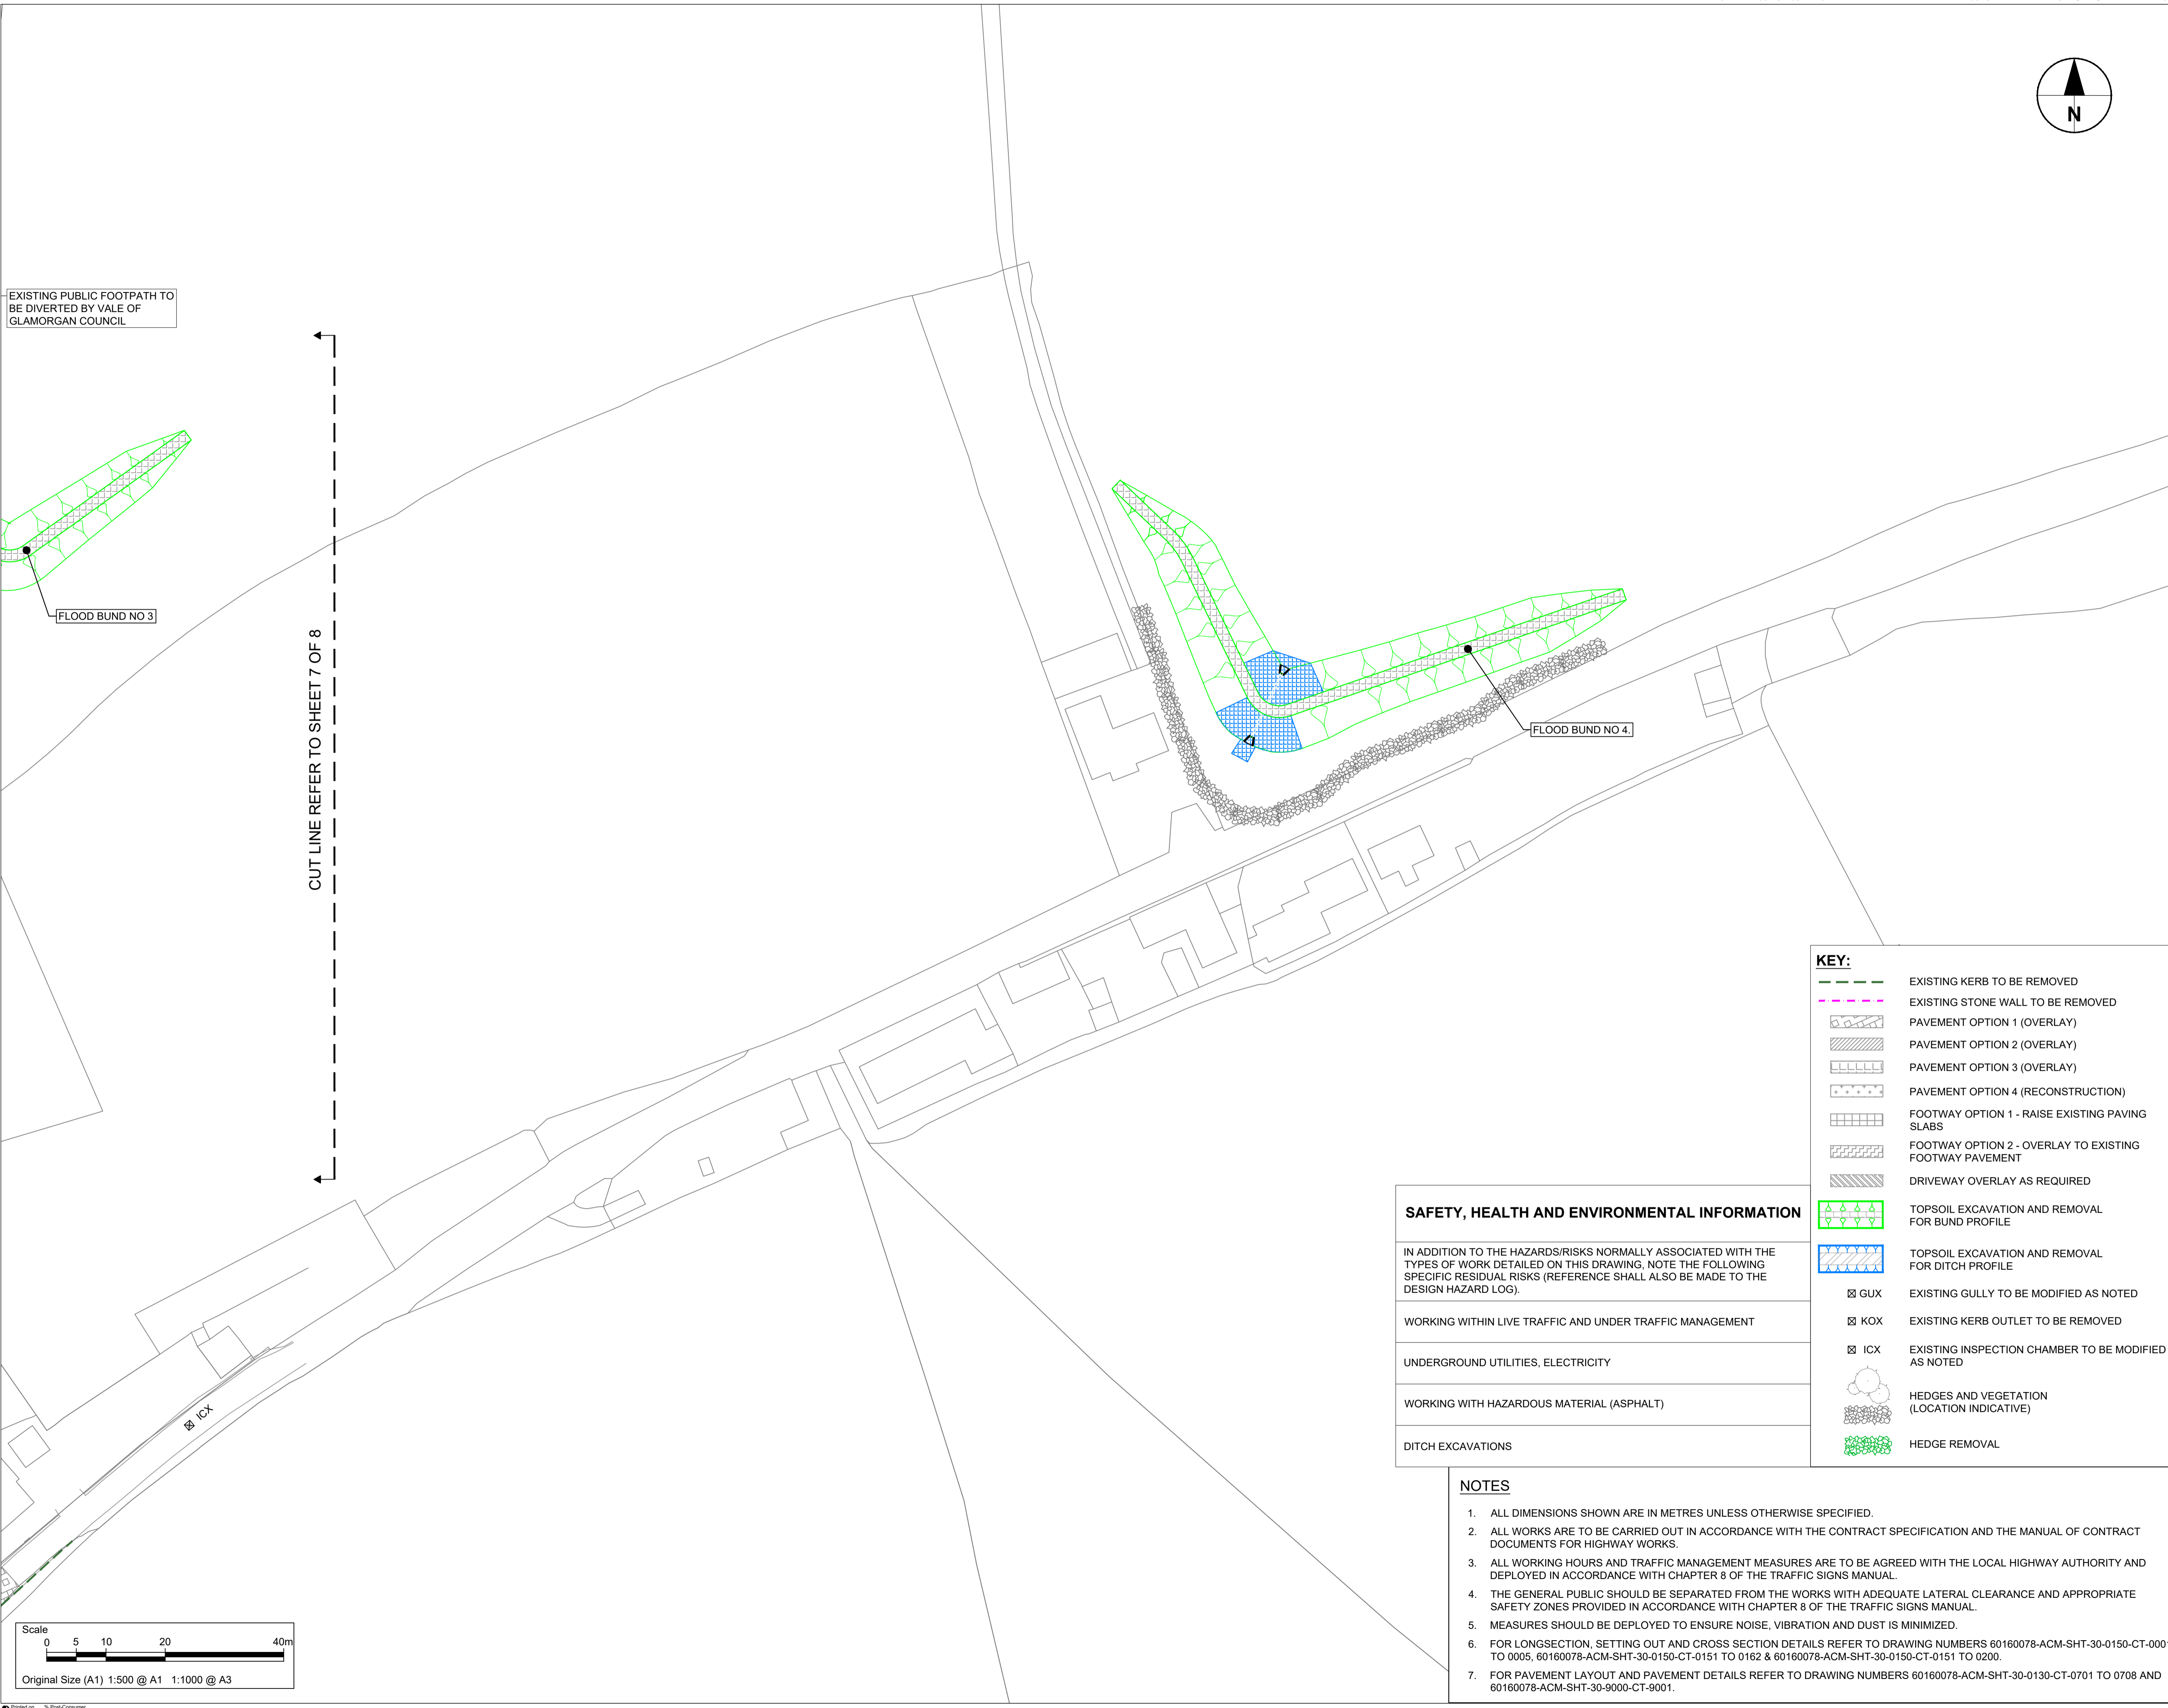 N
EXISTING PUBLIC FOOTPATH TO
BE DIVERTED BY VALE OF
GLAMORGAN COUNCIL
FLOOD BUND NO 3
CUT LINE REFER TO SHEET 7 OF 8
FLOOD BUND NO 4.
ICX
KEY:
EXISTING KERB TO BE REMOVED
EXISTING STONE WALL TO BE REMOVED
PAVEMENT OPTION 1 (OVERLAY)
PAVEMENT OPTION 2 (OVERLAY)
PAVEMENT OPTION 3 (OVERLAY)
PAVEMENT OPTION 4 (RECONSTRUCTION)
FOOTWAY OPTION 1 - RAISE EXISTING PAVING
SLABS
FOOTWAY OPTION 2 - OVERLAY TO EXISTING
FOOTWAY PAVEMENT
DRIVEWAY OVERLAY AS REQUIRED
TOPSOIL EXCAVATION AND REMOVAL
FOR BUND PROFILE
TOPSOIL EXCAVATION AND REMOVAL
FOR DITCH PROFILE
GUX EXISTING GULLY TO BE MODIFIED AS NOTED
KOX EXISTING KERB OUTLET TO BE REMOVED
ICX EXISTING INSPECTION CHAMBER TO BE MODIFIED
AS NOTED
HEDGES AND VEGETATION
(LOCATION INDICATIVE)
HEDGE REMOVAL
SAFETY, HEALTH AND ENVIRONMENTAL INFORMATION
IN ADDITION TO THE HAZARDS/RISKS NORMALLY ASSOCIATED WITH THE
TYPES OF WORK DETAILED ON THIS DRAWING, NOTE THE FOLLOWING
SPECIFIC RESIDUAL RISKS (REFERENCE SHALL ALSO BE MADE TO THE
DESIGN HAZARD LOG).
WORKING WITHIN LIVE TRAFFIC AND UNDER TRAFFIC MANAGEMENT
UNDERGROUND UTILITIES, ELECTRICITY
WORKING WITH HAZARDOUS MATERIAL (ASPHALT)
DITCH EXCAVATIONS
NOTES
1. ALL DIMENSIONS SHOWN ARE IN METRES UNLESS OTHERWISE SPECIFIED.
2. ALL WORKS ARE TO BE CARRIED OUT IN ACCORDANCE WITH THE CONTRACT SPECIFICATION AND THE MANUAL OF CONTRACT
DOCUMENTS FOR HIGHWAY WORKS.
3. ALL WORKING HOURS AND TRAFFIC MANAGEMENT MEASURES ARE TO BE AGREED WITH THE LOCAL HIGHWAY AUTHORITY AND
DEPLOYED IN ACCORDANCE WITH CHAPTER 8 OF THE TRAFFIC SIGNS MANUAL.
4. THE GENERAL PUBLIC SHOULD BE SEPARATED FROM THE WORKS WITH ADEQUATE LATERAL CLEARANCE AND APPROPRIATE
SAFETY ZONES PROVIDED IN ACCORDANCE WITH CHAPTER 8 OF THE TRAFFIC SIGNS MANUAL.
5. MEASURES SHOULD BE DEPLOYED TO ENSURE NOISE, VIBRATION AND DUST IS MINIMIZED.
6. FOR LONGSECTION, SETTING OUT AND CROSS SECTION DETAILS REFER TO DRAWING NUMBERS 60160078-ACM-SHT-30-0150-CT-0001
TO 0005, 60160078-ACM-SHT-30-0150-CT-0151 TO 0162 & 60160078-ACM-SHT-30-0150-CT-0151 TO 0200.
7. FOR PAVEMENT LAYOUT AND PAVEMENT DETAILS REFER TO DRAWING NUMBERS 60160078-ACM-SHT-30-0130-CT-0701 TO 0708 AND
60160078-ACM-SHT-30-9000-CT-9001.
Scale
0 5 10 20 40m
Original Size (A1) 1:500 @ A1 1:1000 @ A3
Printed on % Post-Consumer